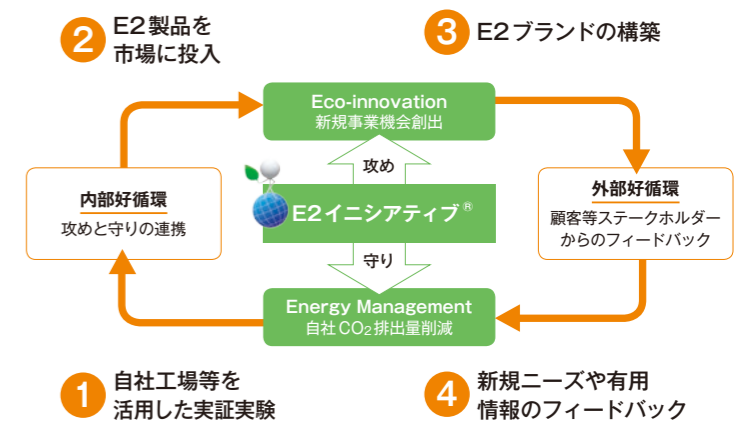 2 E2製品を
市場に投入
3 E2ブランドの構築
Eco-innovation
新規事業機会創出
攻め
内部好循環
攻めと守りの連携
E2イニシアティブ®
外部好循環
顧客等ステークホルダー
からのフィードバック
守り
Energy Management
自社CO2排出量削減
1 自社工場等を
活用した実証実験
4 新規ニーズや有用
情報のフィードバック